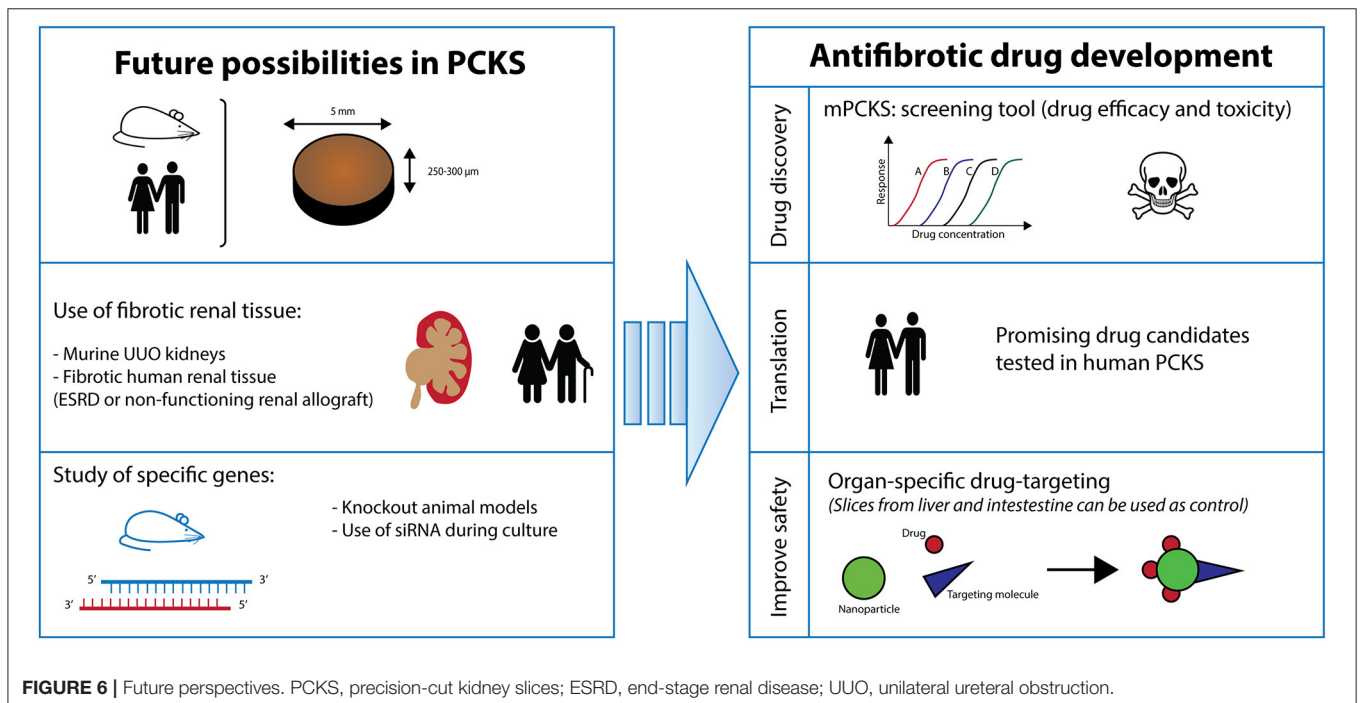 Future possibilities in PCKS
5 mm
250-300 µm
Use of fibrotic renal tissue:
- Murine UUO kidneys
- Fibrotic human renal tissue
(ESRD or non-functioning renal allograft)
Study of specific genes:
- Knockout animal models
- Use of siRNA during culture
5’
3’
3’
5’
Antifibrotic drug development
Drug discovery
mPCKS: screening tool (drug efficacy and toxicity)
Response
A
B
C
D
Drug concentration
Translation
Promising drug candidates
tested in human PCKS
Improve safety
Organ-specific drug-targeting
(Slices from liver and intestestine can be used as control)
Drug
Nanoparticle
Targeting molecule
FIGURE 6 | Future perspectives. PCKS, precision-cut kidney slices; ESRD, end-stage renal disease; UUO, unilateral ureteral obstruction.